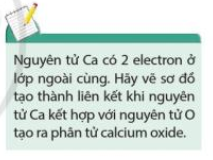 Nguyên tử Ca có 2 electron ở
lớp ngoài cùng. Hãy vẽ sơ đồ
tạo thành liên kết khi nguyên
tử Ca kết hợp với nguyên tử O
tạo ra phân tử calcium oxide.